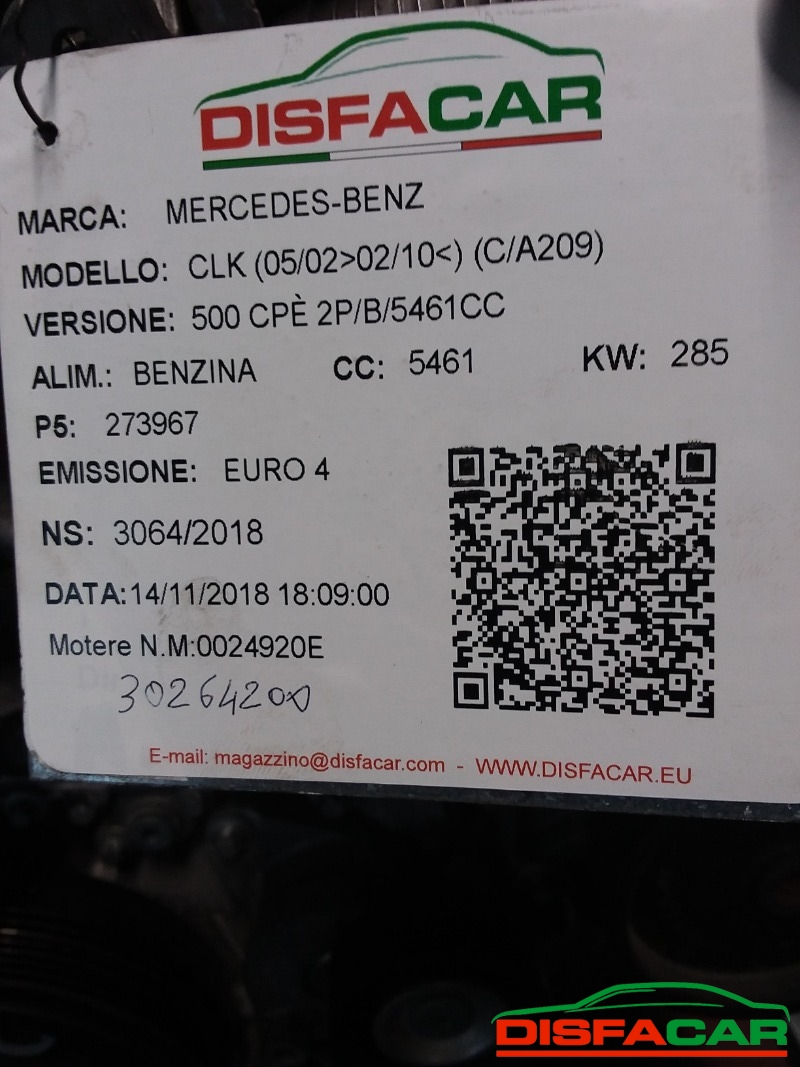 DISFACAR
MARCA: MERCEDES-BENZ
MODELLO: CLK (05/02>02/10<) (C/A209)
VERSIONE: 500 CPÈ 2P/B/5461CC
ALIM.: BENZINA CC: 5461 KW: 285
P5: 273967
EMISSIONE: EURO 4
NS: 3064/2018
DATA:14/11/2018 18:09:00
Motere N.M:0024920E
30264200
E-mail: magazzino@disfacar.com - WWW.DISFACAR.EU
DISFACAR